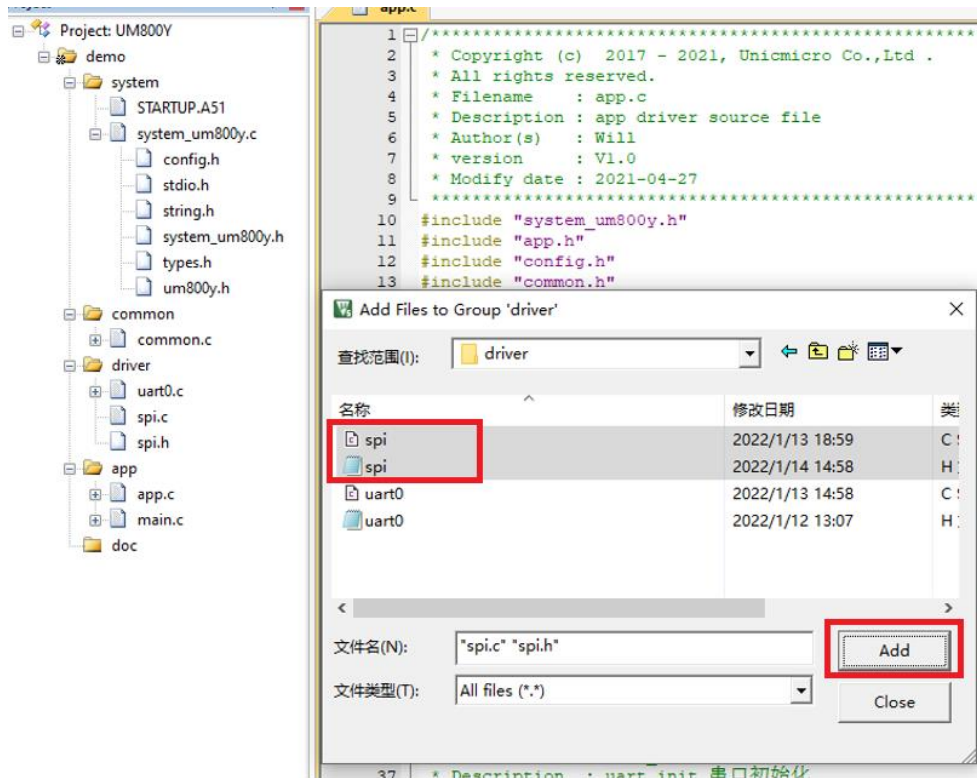 app.c
Project: UM800Y
demo
system
STARTUP.A51
system_um800y.c
config.h
stdio.h
string.h
system_um800y.h
types.h
um800y.h
common
common.c
driver
uart0.c
spi.c
spi.h
app
app.c
main.c
doc
1 /*****************************************************
2 * Copyright (c) 2017 - 2021, Unicmicro Co.,Ltd .
3 * All rights reserved.
4 * Filename : app.c
5 * Description : app driver source file
6 * Author(s) : Will
7 * version : V1.0
8 * Modify date : 2021-04-27
9 *****************************************************
10 #include "system_um800y.h"
11 #include "app.h"
12 #include "config.h"
13 #include "common.h"
Add Files to Group 'driver'
查找范围(I): driver
名称 修改日期
spi 2022/1/13 18:59 C
spi 2022/1/14 14:58 H
uart0 2022/1/13 14:58 C
uart0 2022/1/12 13:07 H
文件名(N): "spi.c" "spi.h" Add
文件类型(T): All files (*.*) Close
37 * Description : uart_init 串口初始化